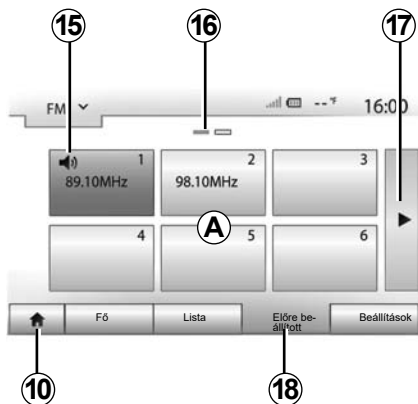 15
16
17
FM
--°F
16:00
1
89.10MHz
2
98.10MHz
3
4
A
5
6
Fő
Lista
Előre be-
állított
Beállítások
10
18